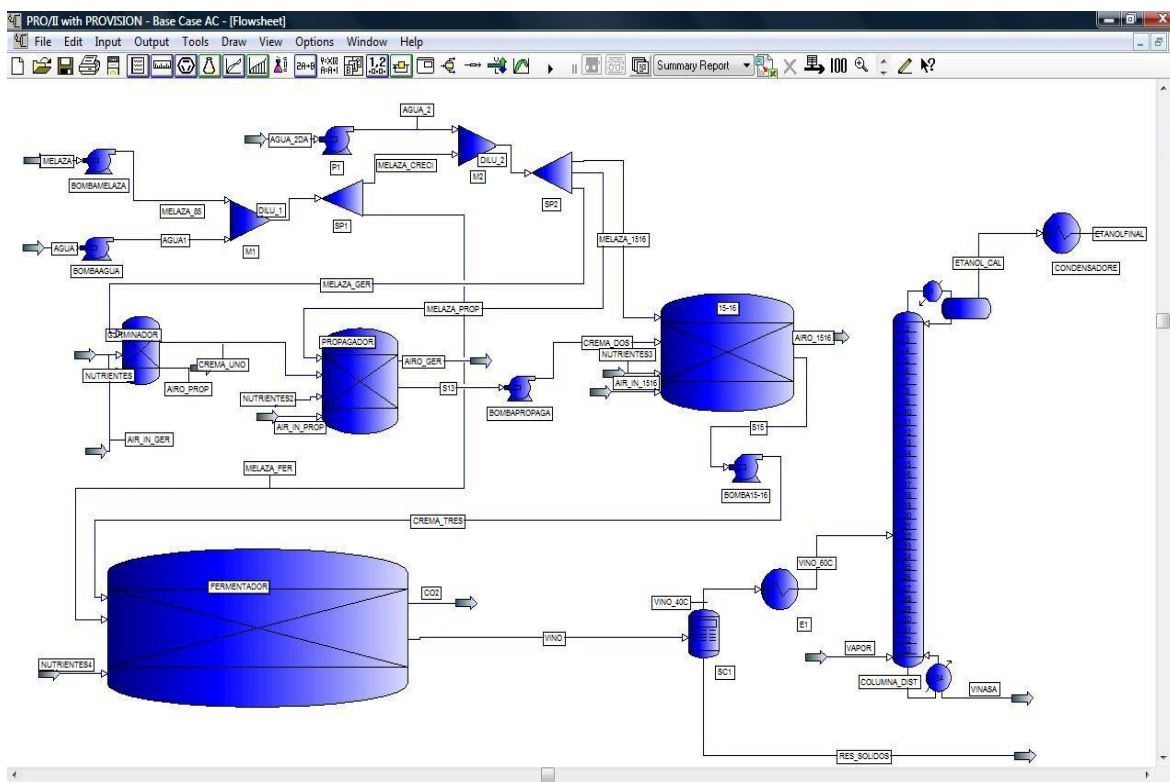 PRO/II with PROVISION - Base Case AC - [Flowsheet]
File Edit Input Output Tools Draw View Options Window Help
Summary Report
AGUA_2
AGUA_2DA
P1
MELAZA_CRECI
DILU_2
M2
SP2
MELAZA
BOMBAMELAZA
MELAZA_85
DILU_1
M1
SP1
AGUA
AGUA1
BOMBAAGUA
MELAZA_1516
ETANOLFINAL
ETANOL_CAL
CONDENSADORE
MELAZA_GER
MELAZA_PROP
15-16
GERMINADOR
PROPAGADOR
AIRO_1516
CREMA_DOS
NUTRIENTES
CREMA_UNO
AIRO_GER
NUTRIENTES3
AIRO_PROP
S13
AIR_IN_1516
NUTRIENTES2
BOMBAPROPAGA
AIR_IN_PROP
AIR_IN_GER
S15
MELAZA_FER
BOMBA15-16
CREMA_TRES
FERMENTADOR
CO2
VINO_60C
VINO_40C
E1
VINO
NUTRIENTES4
SC1
VAPOR
COLUMNA_DIST
VINASA
RES_SOLIDOS